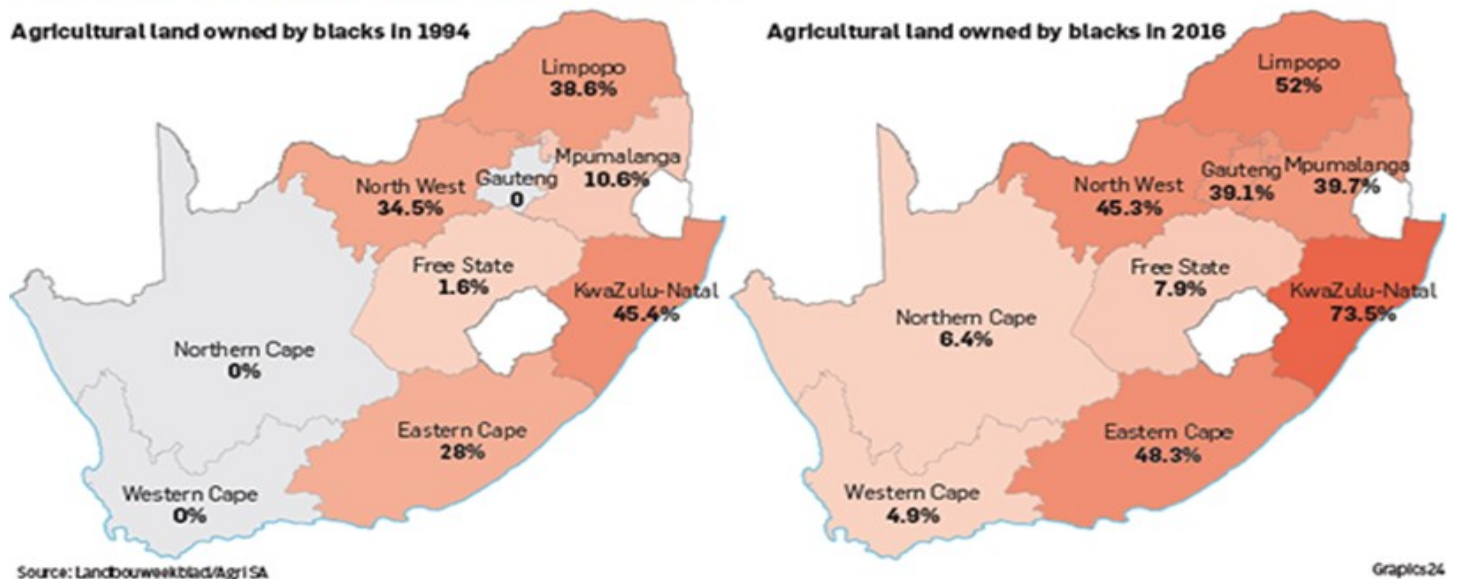 Agricultural land owned by blacks in 1994
Limpopo
38.6%
Mpumalanga
10.6%
Gauteng
0
North West
34.5%
Free State
1.6%
KwaZulu-Natal
45.4%
Northern Cape
0%
Eastern Cape
28%
Western Cape
0%
Source: Landbouweekblad/Agri SA
Agricultural land owned by blacks in 2016
Limpopo
52%
Gauteng
39.1%
Mpumalanga
39.7%
North West
45.3%
Free State
7.9%
KwaZulu-Natal
73.5%
Northern Cape
6.4%
Eastern Cape
48.3%
Western Cape
4.9%
Grapics24